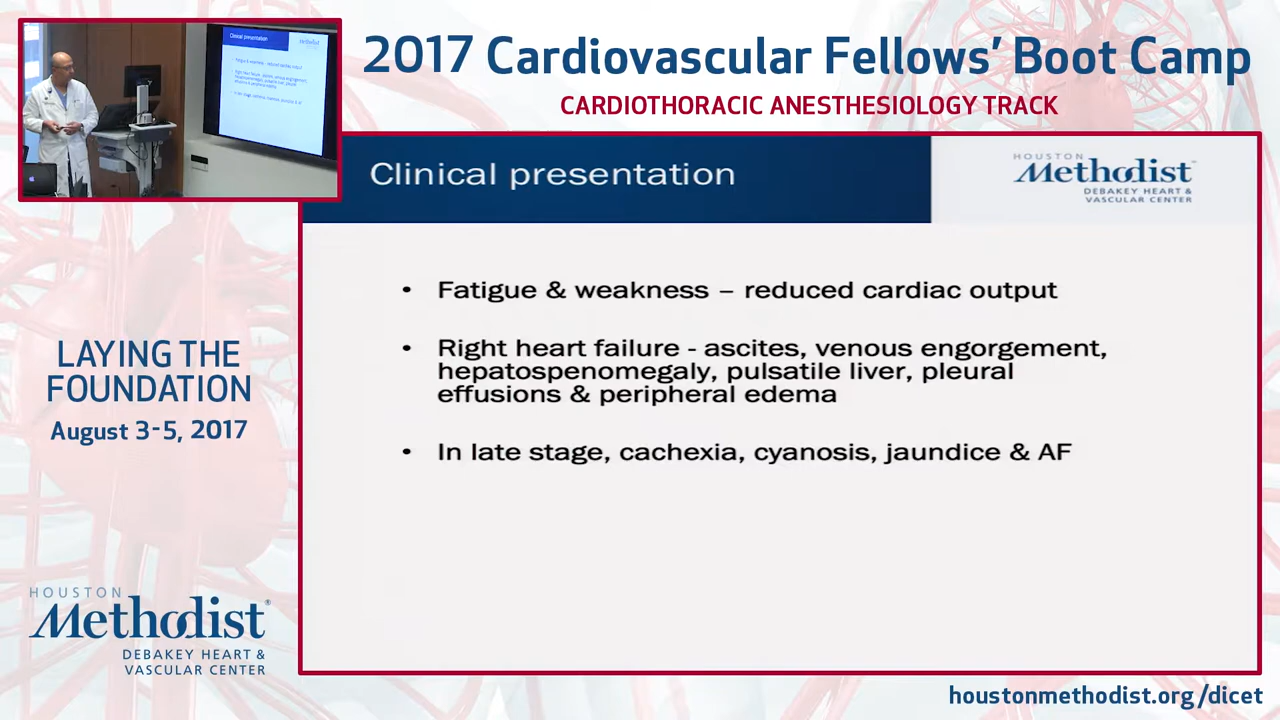 2017 Cardiovascular Fellows' Boot Camp
CARDIOTHORACIC ANESTHESIOLOGY TRACK
Clinical presentation
HOUSTON
Methodist
DEBAKEY HEART &
VASCULAR CENTER
• Fatigue & weakness – reduced cardiac output
• Right heart failure - ascites, venous engorgement,
hepatospenomegaly, pulsatile liver, pleural
effusions & peripheral edema
• In late stage, cachexia, cyanosis, jaundice & AF
LAYING THE
FOUNDATION
August 3-5, 2017
HOUSTON
Methodist®
DEBAKEY HEART &
VASCULAR CENTER
houstonmethodist.org/dicet
Clinical presentation